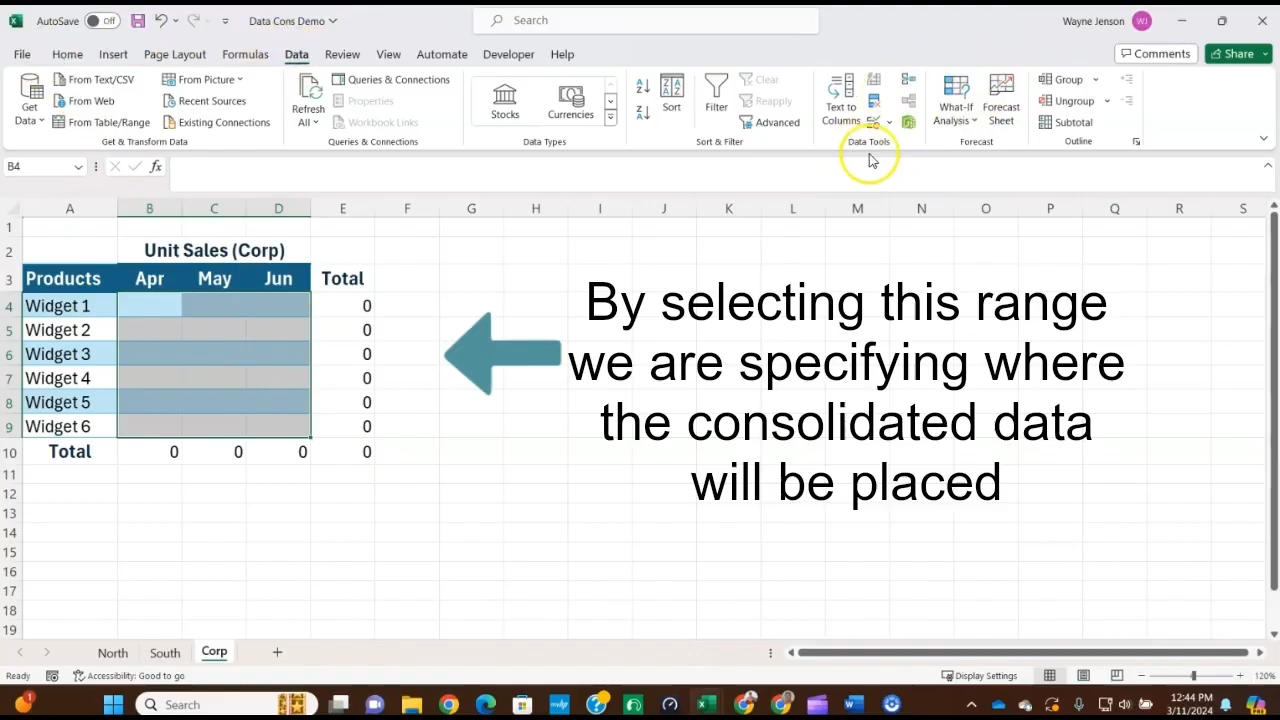 AutoSave Off Data Cons Demo Search Wayne Jenson WJ
File Home Insert Page Layout Formulas Data Review View Automate Developer Help Comments Share
Get Data
From Text/CSV
From Web
From Table/Range
From Picture
Recent Sources
Existing Connections
Get & Transform Data
Refresh All
Queries & Connections
Properties
Workbook Links
Queries & Connections
Stocks
Currencies
Data Types
Sort
Filter
Clear
Reapply
Advanced
Sort & Filter
Text to Columns
Data Tools
What-If Analysis
Forecast Sheet
Forecast
Group
Ungroup
Subtotal
Outline
B4 fx
A B C D E F G H I J K L M N O P Q R S
1
2 Unit Sales (Corp)
3 Products Apr May Jun Total
4 Widget 1 0
5 Widget 2 0
6 Widget 3 0
7 Widget 4 0
8 Widget 5 0
9 Widget 6 0
10 Total 0 0 0 0
11
12
13
14
15
16
17
18
19
By selecting this range
we are specifying where
the consolidated data
will be placed
North South Corp
Ready Accessibility: Good to go Display Settings 120%
Search
12:44 PM
3/11/2024